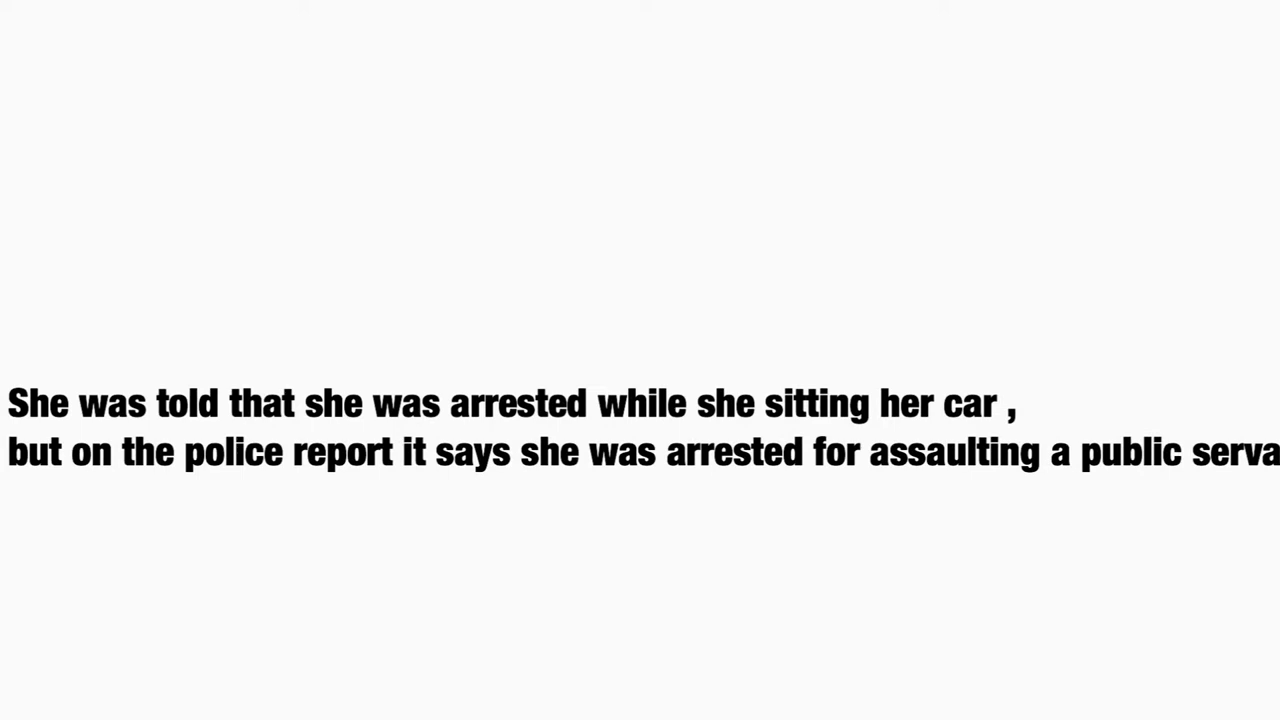 She was told that she was arrested while she sitting her car ,
but on the police report it says she was arrested for assaulting a public